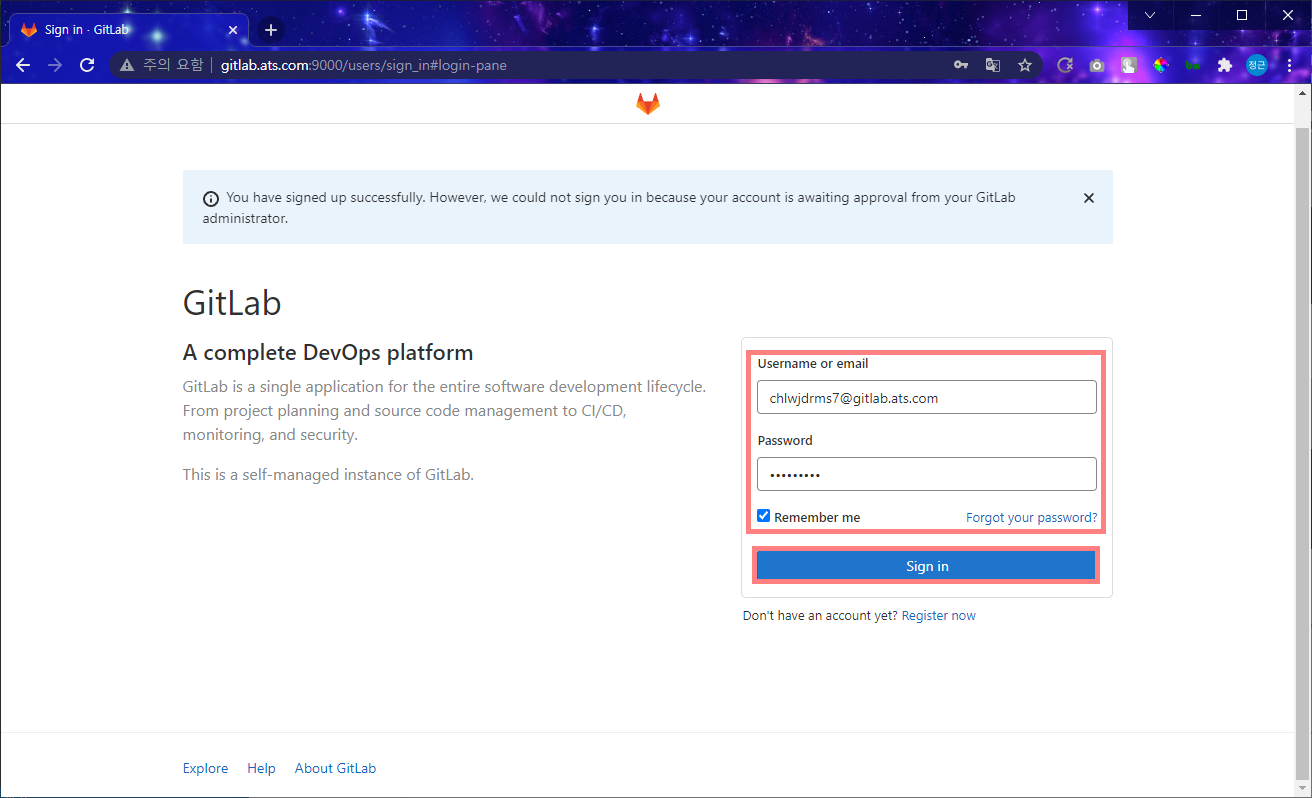 Sign in · GitLab
주의 요함 | gitlab.ats.com:9000/users/sign_in#login-pane
정근
You have signed up successfully. However, we could not sign you in because your account is awaiting approval from your GitLab
administrator.
GitLab
A complete DevOps platform
GitLab is a single application for the entire software development lifecycle.
From project planning and source code management to CI/CD,
monitoring, and security.
This is a self-managed instance of GitLab.
Username or email
chlwjdrms7@gitlab.ats.com
Password
•••••••••
Remember me
Forgot your password?
Sign in
Don't have an account yet? Register now
Explore Help About GitLab